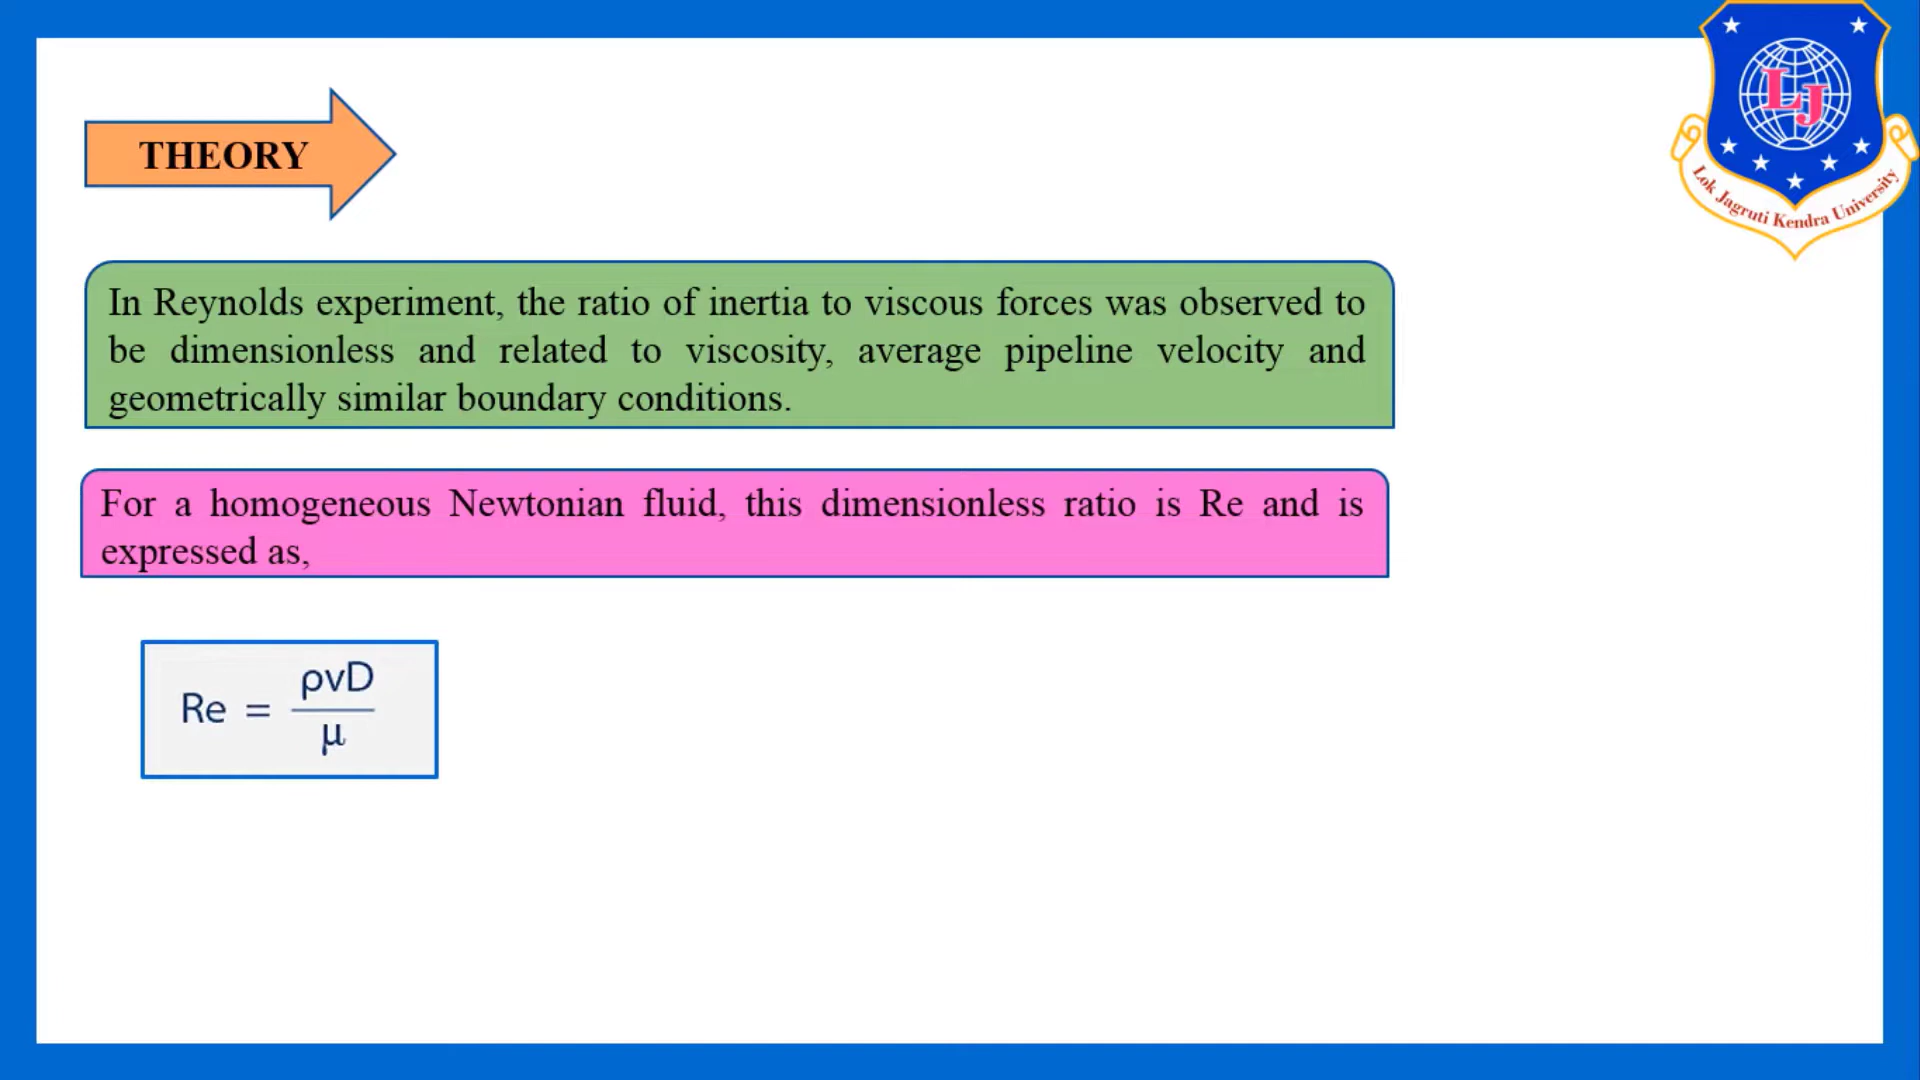 LJ
Lok Jagruti Kendra University
THEORY
In Reynolds experiment, the ratio of inertia to viscous forces was observed to
be dimensionless and related to viscosity, average pipeline velocity and
geometrically similar boundary conditions.
For a homogeneous Newtonian fluid, this dimensionless ratio is Re and is
expressed as,
Re = ρvD
μ